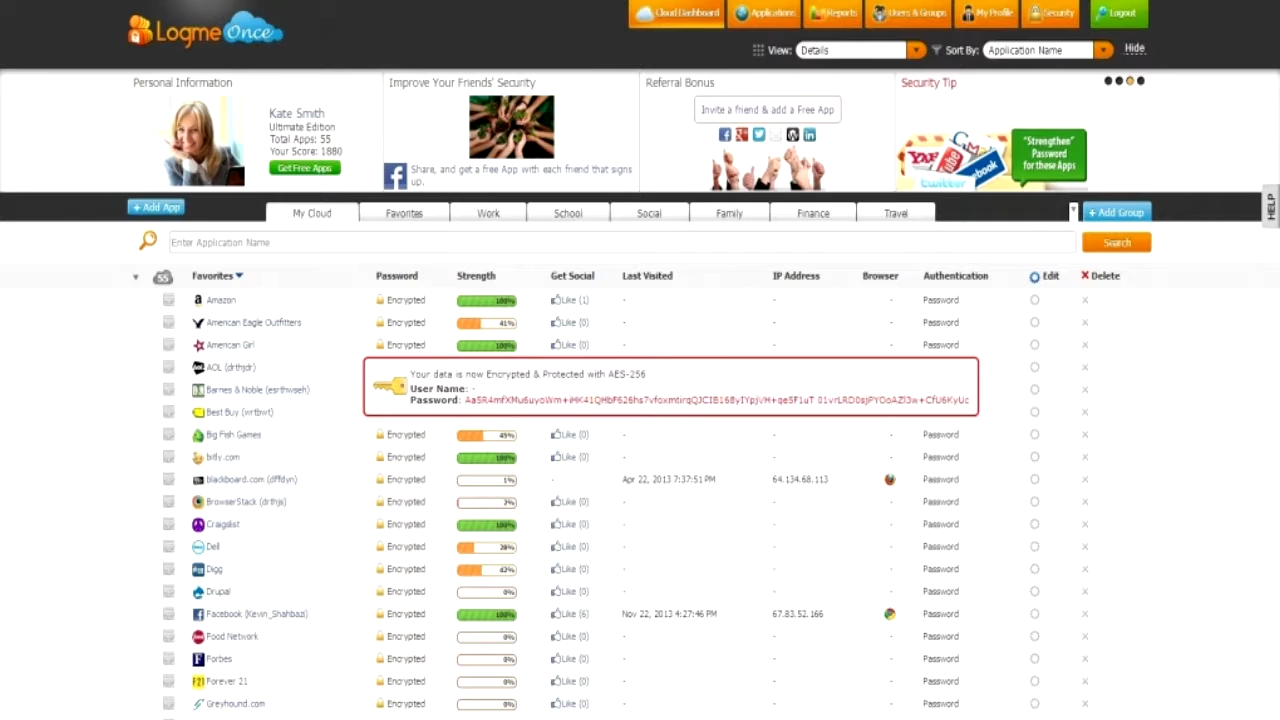 Logme Once
Cloud Dashboard Applications Reports Users & Groups My Profile Security Logout
View: Details Sort By: Application Name Hide
Personal Information Improve Your Friends' Security Referral Bonus Security Tip
Kate Smith
Ultimate Edition
Total Apps: 55
Your Score: 1880
Get Free Apps
Share, and get a free App with each friend that signs
up.
Invite a friend & add a Free App
"Strengthen"
Password
for these Apps
HELP
+ Add App My Cloud Favorites Work School Social Family Finance Travel + Add Group
Enter Application Name Search
55 Favorites Password Strength Get Social Last Visited IP Address Browser Authentication Edit Delete
Amazon Encrypted 100% Like (1) - - - Password X
American Eagle Outfitters Encrypted 41% Like (0) - - - Password X
American Girl Encrypted 100% Like (0) - - - Password X
AOL (drthjdr) X
Your data is now Encrypted & Protected with AES-256
User Name: -
Password:
Barnes & Noble (esrthwseh) X
Best Buy (wrtbwt) X
Big Fish Games Encrypted 45% Like (0) - - - Password X
bitly.com Encrypted 100% Like (0) - - - Password X
blackboard.com (dffdyn) Encrypted 1% - Apr 22, 2013 7:37:51 PM 64.134.68.113 Password X
BrowserStack (drthjs) Encrypted 2% Like (0) - - - Password X
Craigslist Encrypted 100% Like (0) - - - Password X
Dell Encrypted 28% Like (0) - - - Password X
Digg Encrypted 42% Like (0) - - - Password X
Drupal Encrypted 0% Like (0) - - - Password X
Facebook (Kevin_Shahbazi) Encrypted 100% Like (6) Nov 22, 2013 4:27:46 PM 67.83.52.166 Password X
Food Network Encrypted 0% Like (0) - - - Password X
Forbes Encrypted 0% Like (0) - - - Password X
Forever 21 Encrypted 0% Like (0) - - - Password X
Greyhound.com Encrypted 0% Like (0) - - - Password X